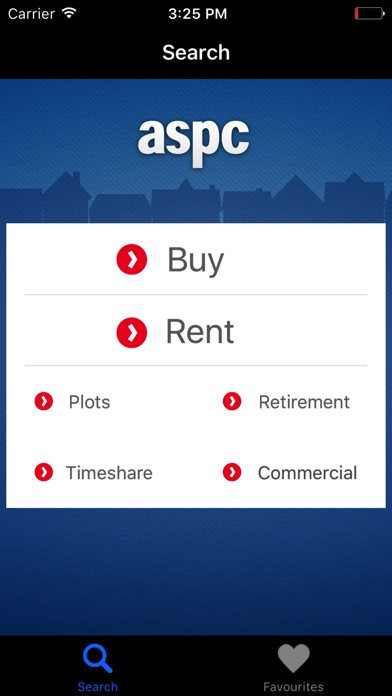 Carrier 3:25 PM
Search
aspc
Buy
Rent
Plots Retirement
Timeshare Commercial
Search Favourites